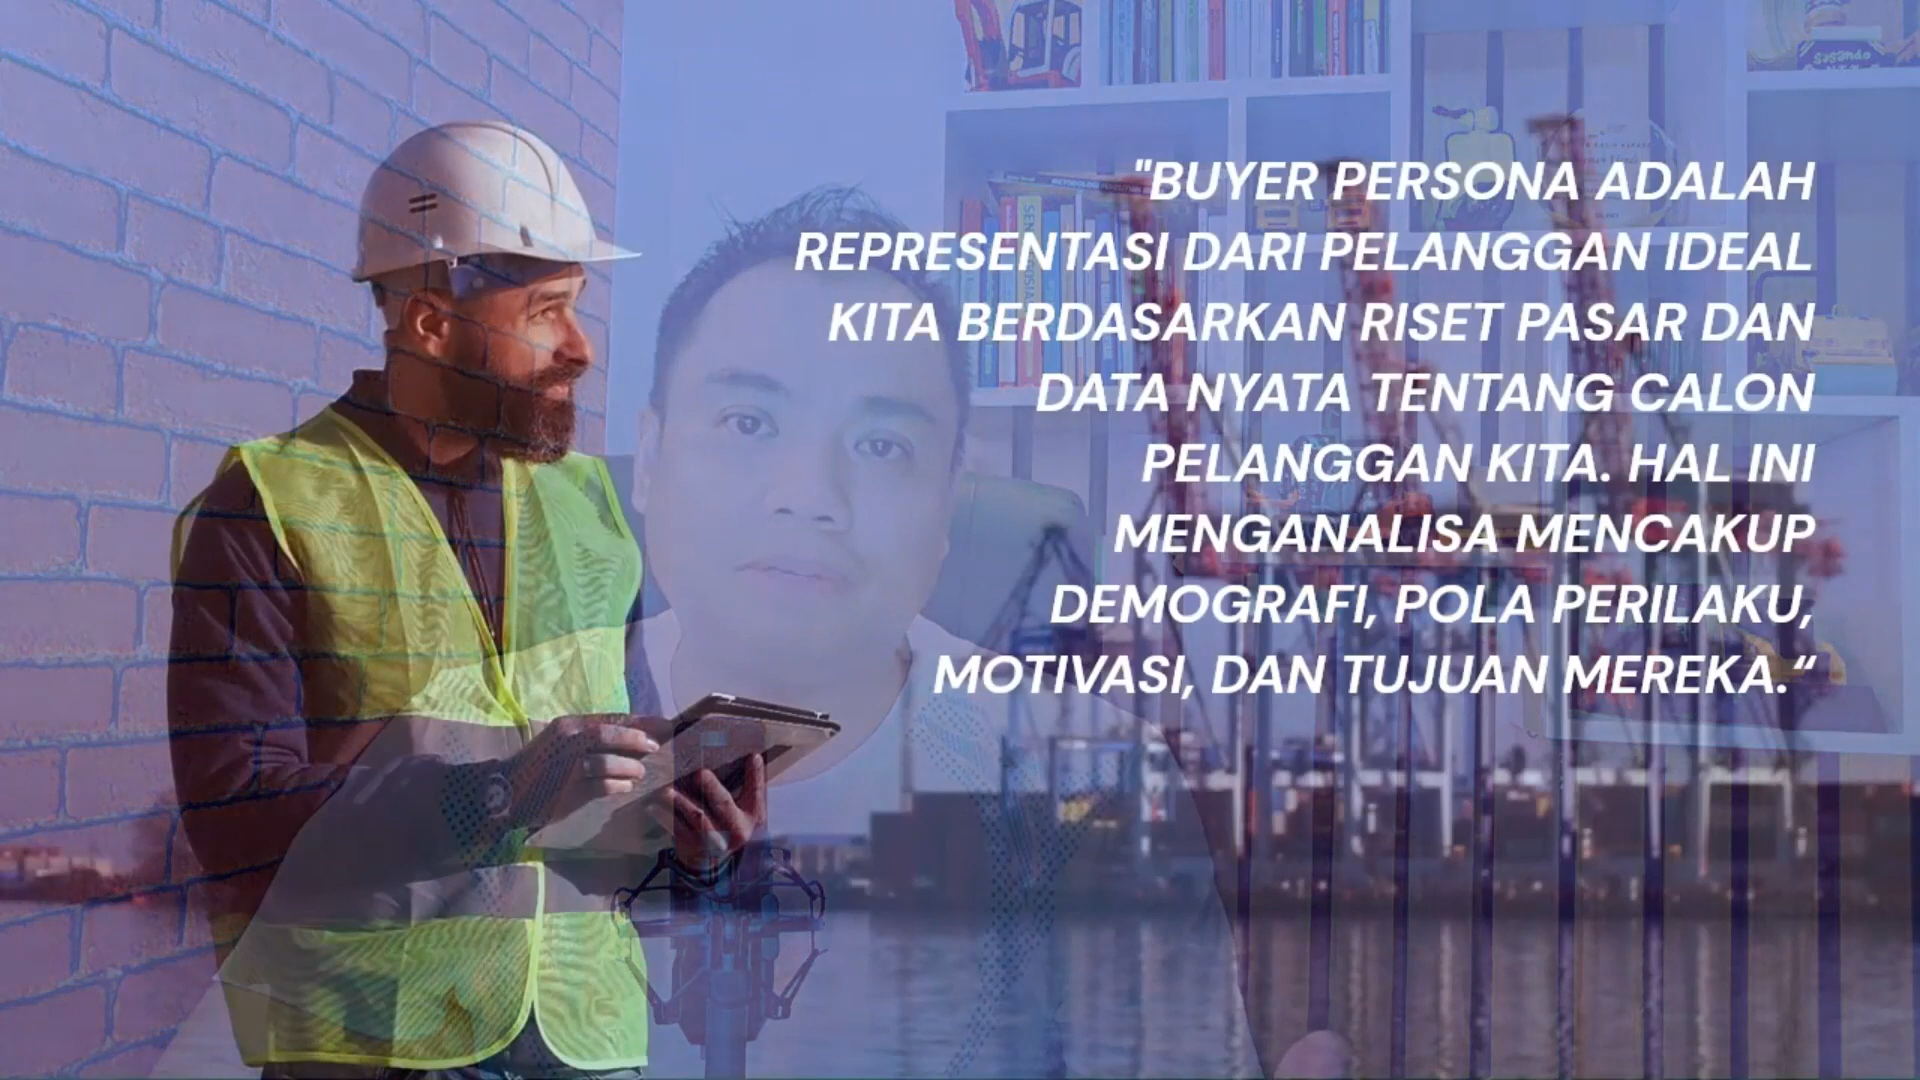 Sasando
"BUYER PERSONA ADALAH
REPRESENTASI DARI PELANGGAN IDEAL
KITA BERDASARKAN RISET PASAR DAN
DATA NYATA TENTANG CALON
PELANGGAN KITA. HAL INI
MENGANALISA MENCAKUP
DEMOGRAFI, POLA PERILAKU,
MOTIVASI, DAN TUJUAN MEREKA.“